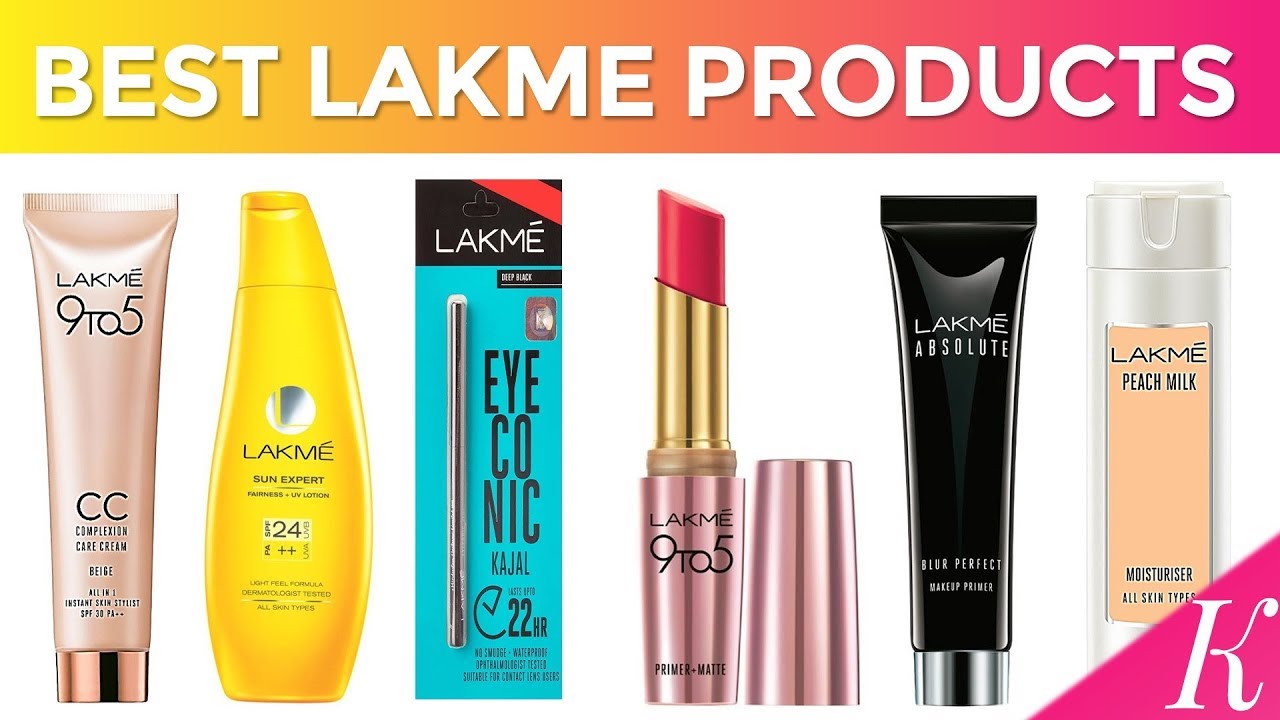 BEST LAKME PRODUCTS
LAKMÉ
9to5
CC
COMPLEXION
CARE CREAM
BEIGE
ALL IN 1
INSTANT SKIN STYLIST
SPF 30 PA++
LAKMÉ
SUN EXPERT
FAIRNESS + UV LOTION
PA SPF 24 ++ UVA UVB
LIGHT FEEL FORMULA
DERMATOLOGIST TESTED
ALL SKIN TYPES
LAKMÉ
DEEP BLACK
EYE
CO
NIC
KAJAL
LASTS UPTO
22HR
NO SMUDGE • WATERPROOF
OPHTHALMOLOGIST TESTED
SUITABLE FOR CONTACT LENS USERS
LAKMÉ
9to5
PRIMER+MATTE
LAKMÉ
ABSOLUTE
BLUR PERFECT
MAKEUP PRIMER
LAKMÉ
PEACH MILK
MOISTURISER
ALL SKIN TYPES
K